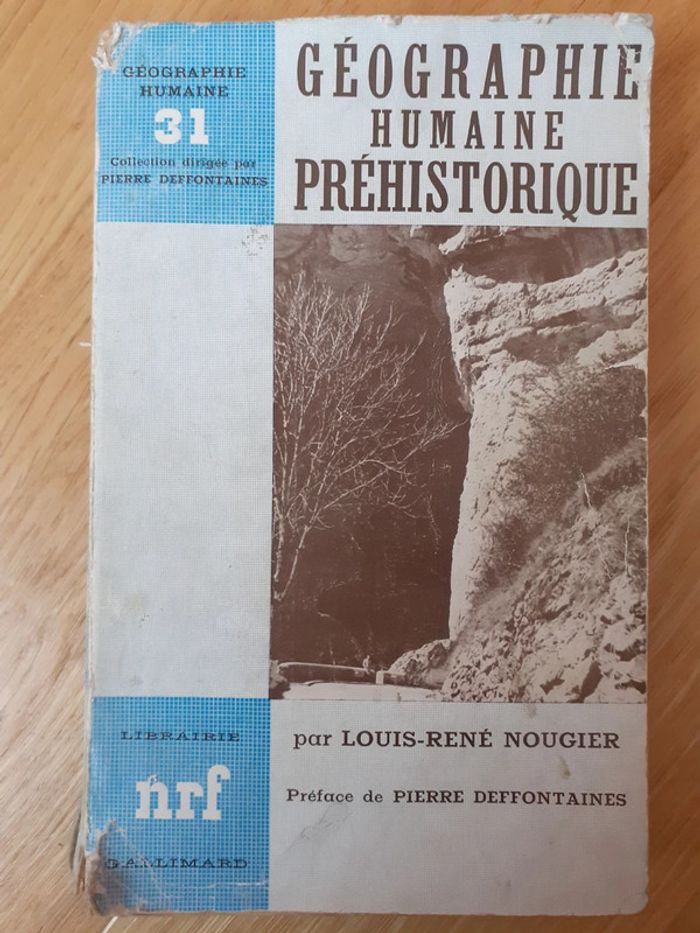 GÉOGRAPHIE
HUMAINE
31
Collection dirigée par
PIERRE DEFFONTAINES
GÉOGRAPHIE
HUMAINE
PRÉHISTORIQUE
par LOUIS-RENÉ NOUGIER
Préface de PIERRE DEFFONTAINES
LIBRAIRIE
nrf
GALLIMARD